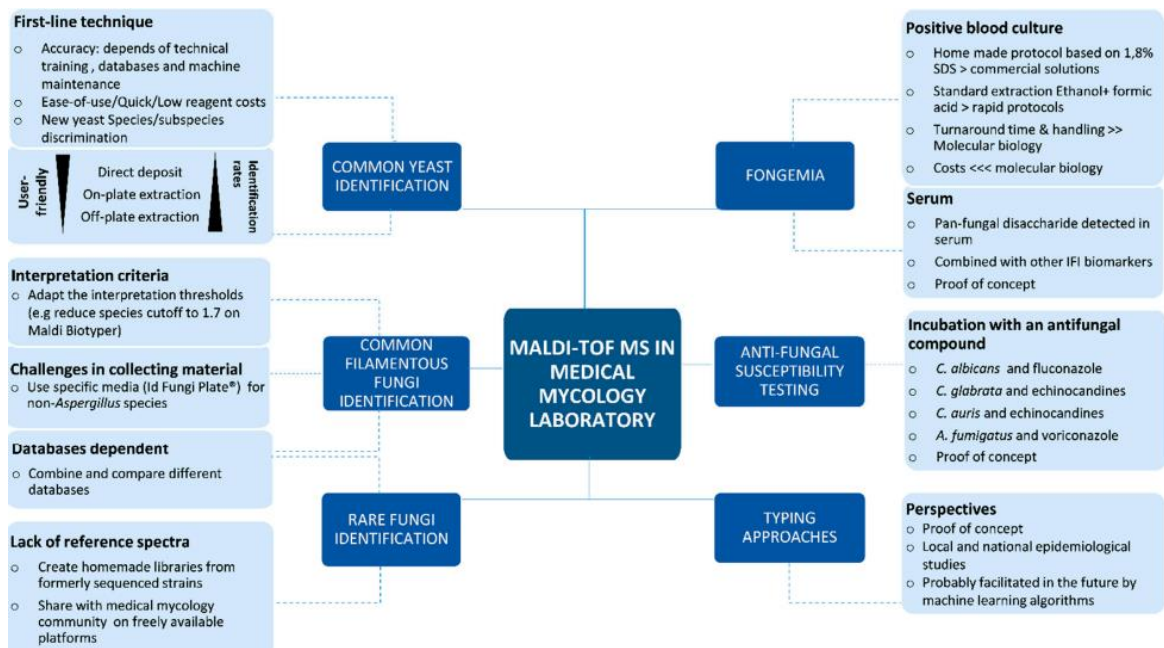 First-line technique
o Accuracy: depends of technical
training , databases and machine
maintenance
o Ease-of-use/Quick/Low reagent costs
o New yeast Species/subspecies
discrimination
User-
friendly
Direct deposit
On-plate extraction
Off-plate extraction
Identification
rates
Interpretation criteria
o Adapt the interpretation thresholds
(e.g reduce species cutoff to 1.7 on
Maldi Biotyper)
Challenges in collecting material
o Use specific media (Id Fungi Plate®) for
non-Aspergillus species
Databases dependent
o Combine and compare different
databases
Lack of reference spectra
o Create homemade libraries from
formerly sequenced strains
o Share with medical mycology
community on freely available
platforms
COMMON YEAST
IDENTIFICATION
COMMON
FILAMENTOUS
FUNGI
IDENTIFICATION
RARE FUNGI
IDENTIFICATION
MALDI-TOF MS IN
MEDICAL
MYCOLOGY
LABORATORY
FONGEMIA
ANTI-FUNGAL
SUSCEPTIBILITY
TESTING
TYPING
APPROACHES
Positive blood culture
o Home made protocol based on 1,8%
SDS > commercial solutions
o Standard extraction Ethanol+ formic
acid > rapid protocols
o Turnaround time & handling >>
Molecular biology
o Costs <<< molecular biology
Serum
o Pan-fungal disaccharide detected in
serum
o Combined with other IFI biomarkers
o Proof of concept
Incubation with an antifungal
compound
o C. albicans and fluconazole
o C. glabrata and echinocandines
o C. auris and echinocandines
o A. fumigatus and voriconazole
o Proof of concept
Perspectives
o Proof of concept
o Local and national epidemiological
studies
o Probably facilitated in the future by
machine learning algorithms